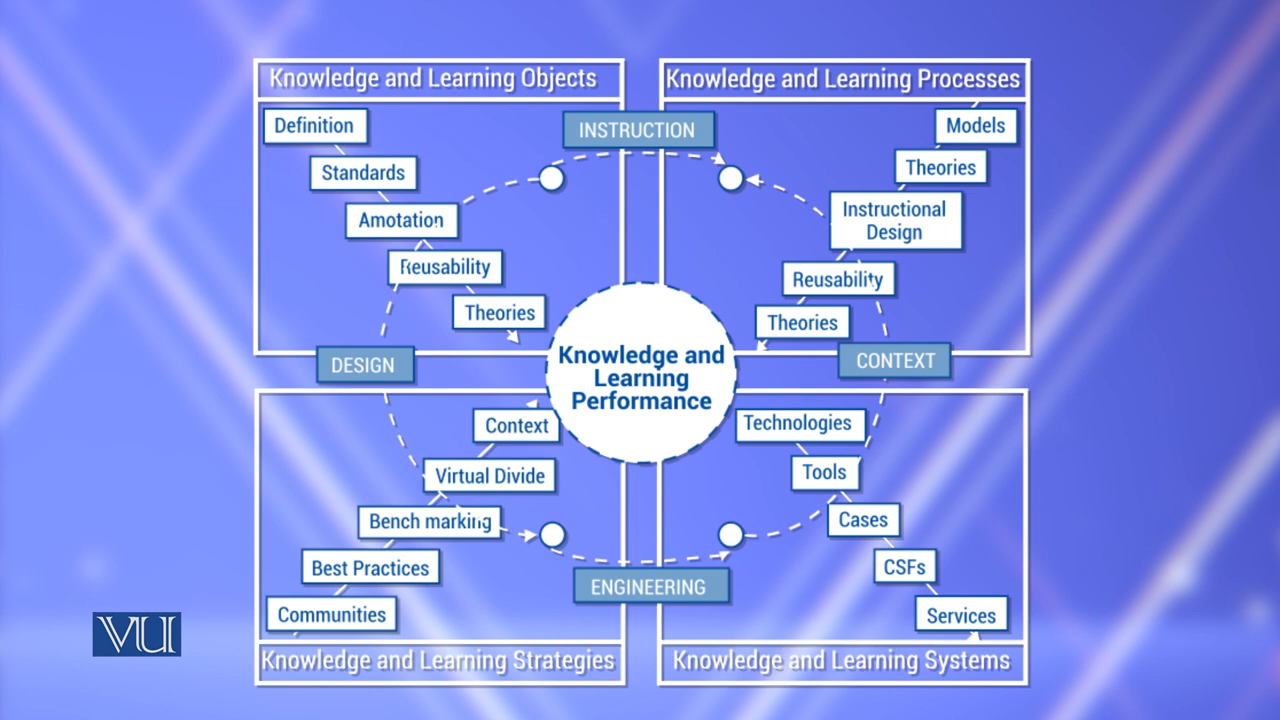 Knowledge and Learning Objects
Definition
Standards
Amotation
Reusability
Theories
Knowledge and Learning Processes
Models
Theories
Instructional
Design
Reusability
Theories
INSTRUCTION
DESIGN
CONTEXT
Knowledge and
Learning
Performance
Context
Virtual Divide
Bench marking
Best Practices
Communities
Knowledge and Learning Strategies
Technologies
Tools
Cases
CSFs
Services
Knowledge and Learning Systems
ENGINEERING
VU